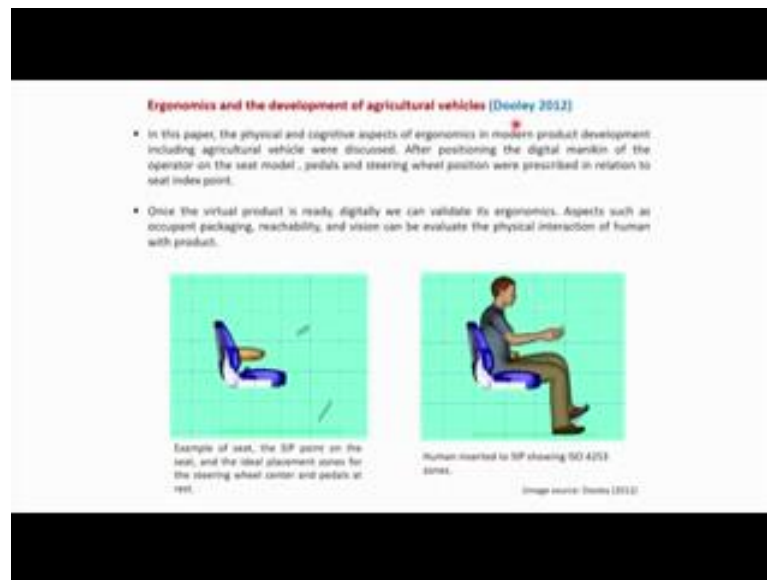 Ergonomics and the development of agricultural vehicles (Dooley 2012)
▪ In this paper, the physical and cognitive aspects of ergonomics in modern product development
including agricultural vehicle were discussed. After positioning the digital manikin of the
operator on the seat model , pedals and steering wheel position were prescribed in relation to
seat index point.
▪ Once the virtual product is ready, digitally we can validate its ergonomics. Aspects such as
occupant packaging, reachability, and vision can be evaluate the physical interaction of human
with product.
Example of seat, the SIP point on the
seat, and the ideal placement zones for
the steering wheel center and pedals at
rest.
Human inserted to SIP showing ISO 4253
zones.
(Image source: Dooley (2012)